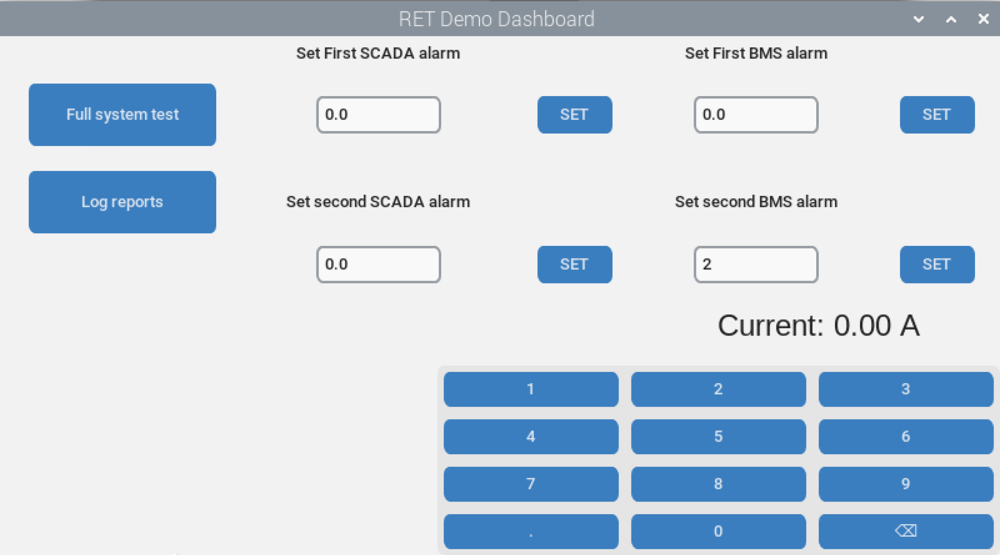 RET Demo Dashboard
Set First SCADA alarm
Set First BMS alarm
Full system test
0.0
SET
0.0
SET
Log reports
Set second SCADA alarm
Set second BMS alarm
0.0
SET
2
SET
Current: 0.00 A
1
2
3
4
5
6
7
8
9
.
0